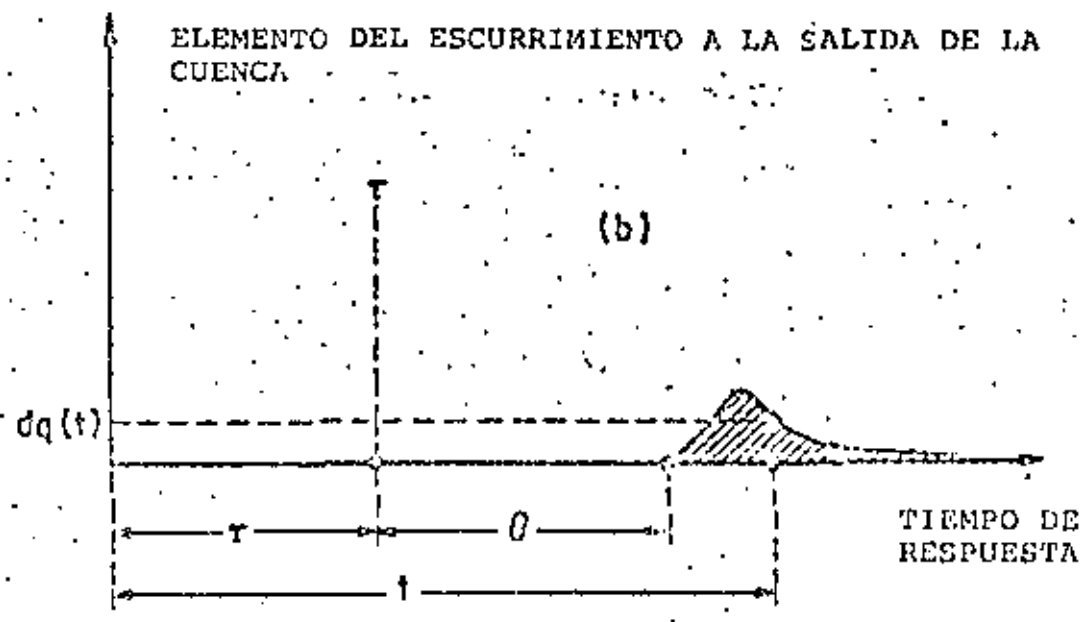 ELEMENTO DEL ESCURRIMIENTO A LA SALIDA DE LA
CUENCA
(b)
dq(t)
τ
θ
t
TIEMPO DE
RESPUESTA